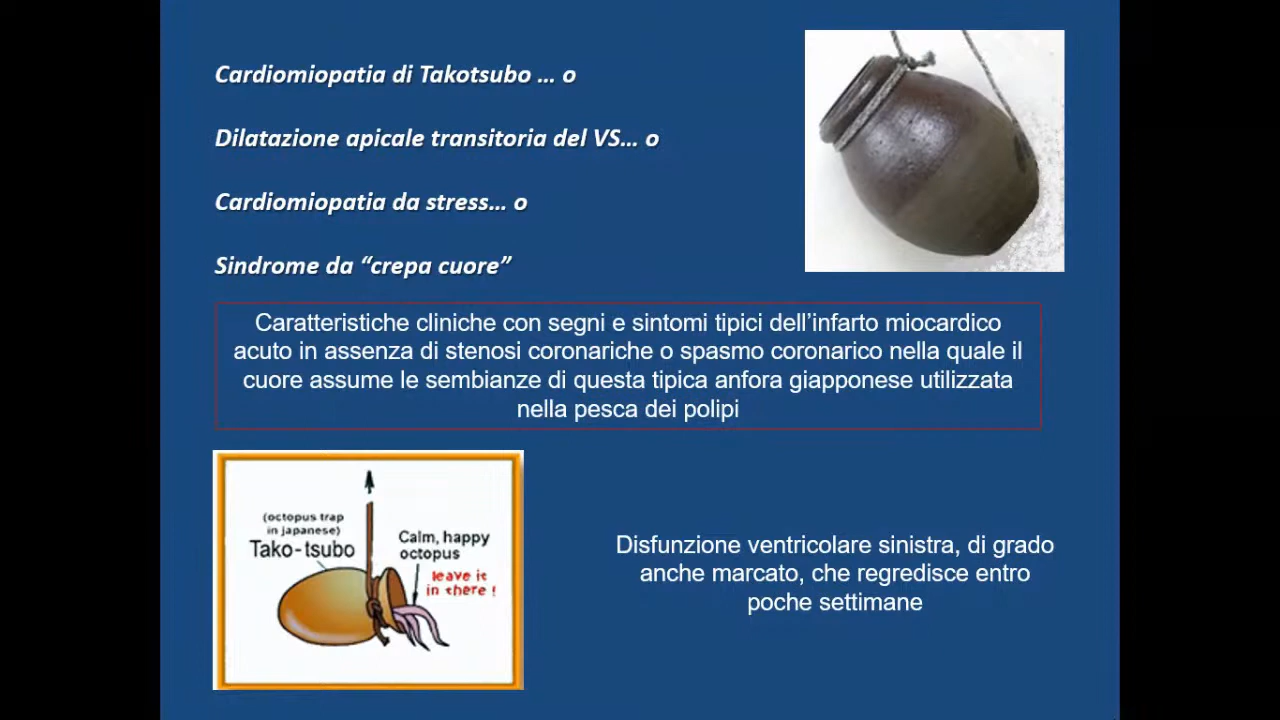 Cardiomiopatia di Takotsubo ... o
Dilatazione apicale transitoria del VS... o
Cardiomiopatia da stress... o
Sindrome da “crepa cuore”
Caratteristiche cliniche con segni e sintomi tipici dell’infarto miocardico
acuto in assenza di stenosi coronariche o spasmo coronarico nella quale il
cuore assume le sembianze di questa tipica anfora giapponese utilizzata
nella pesca dei polipi
(octopus trap
in japanese)
Tako-tsubo
Calm, happy
octopus
leave it
in there !
Disfunzione ventricolare sinistra, di grado
anche marcato, che regredisce entro
poche settimane